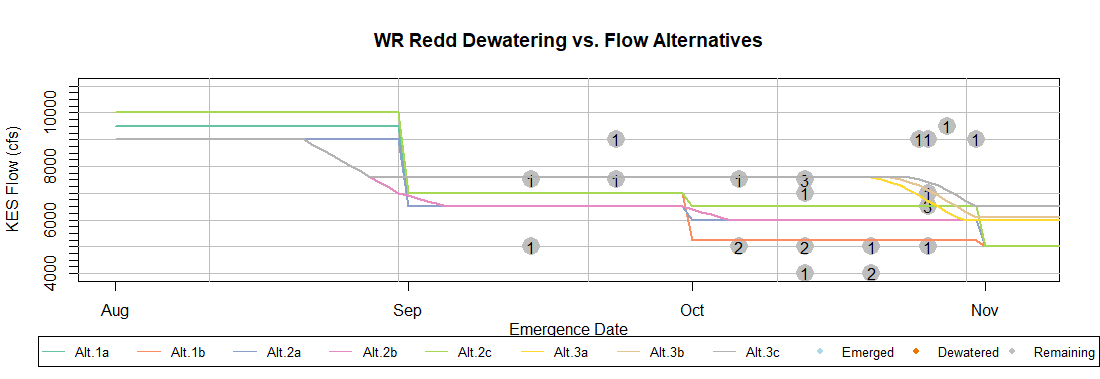 WR Redd Dewatering vs. Flow Alternatives
KES Flow (cfs)
10000
8000
6000
4000
1
1
11
1
1
1
1
3
1
1
3
1
1
2
2
1
1
1
2
Aug
Sep
Oct
Nov
Emergence Date
Alt.1a
Alt.1b
Alt.2a
Alt.2b
Alt.2c
Alt.3a
Alt.3b
Alt.3c
Emerged
Dewatered
Remaining